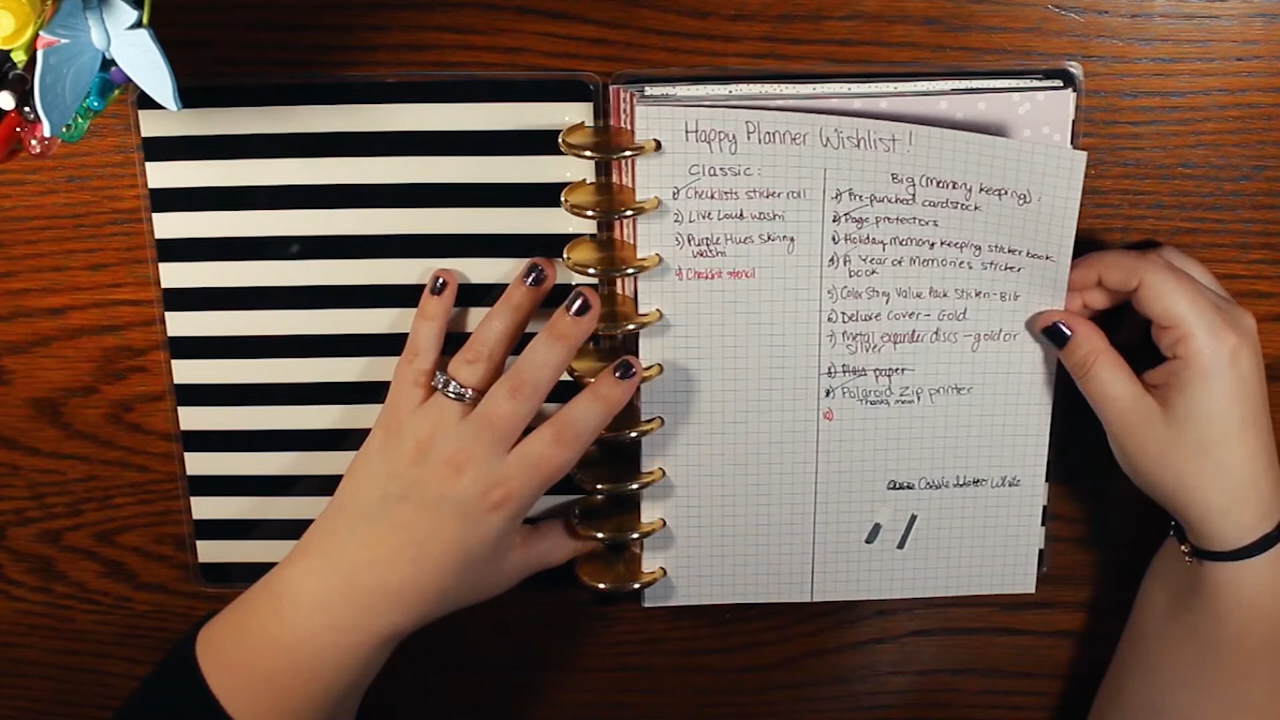 Happy Planner Wishlist!
Classic:
1) Checklists sticker roll
2) Live Loud washi
3) Purple Hues Skinny
washi
4) Checklist stencil
Big (memory keeping):
1) Pre-punched cardstock
2) Page protectors
3) Holiday memory keeping sticker book
4) A Year of Memories sticker
book
5) Color Story Value Pack Sticker - BIG
6) Deluxe Cover - Gold
7) Metal expander discs - gold or
silver
8) Plain paper
9) Polaroid Zip printer
Thanks, mom!
10)
White